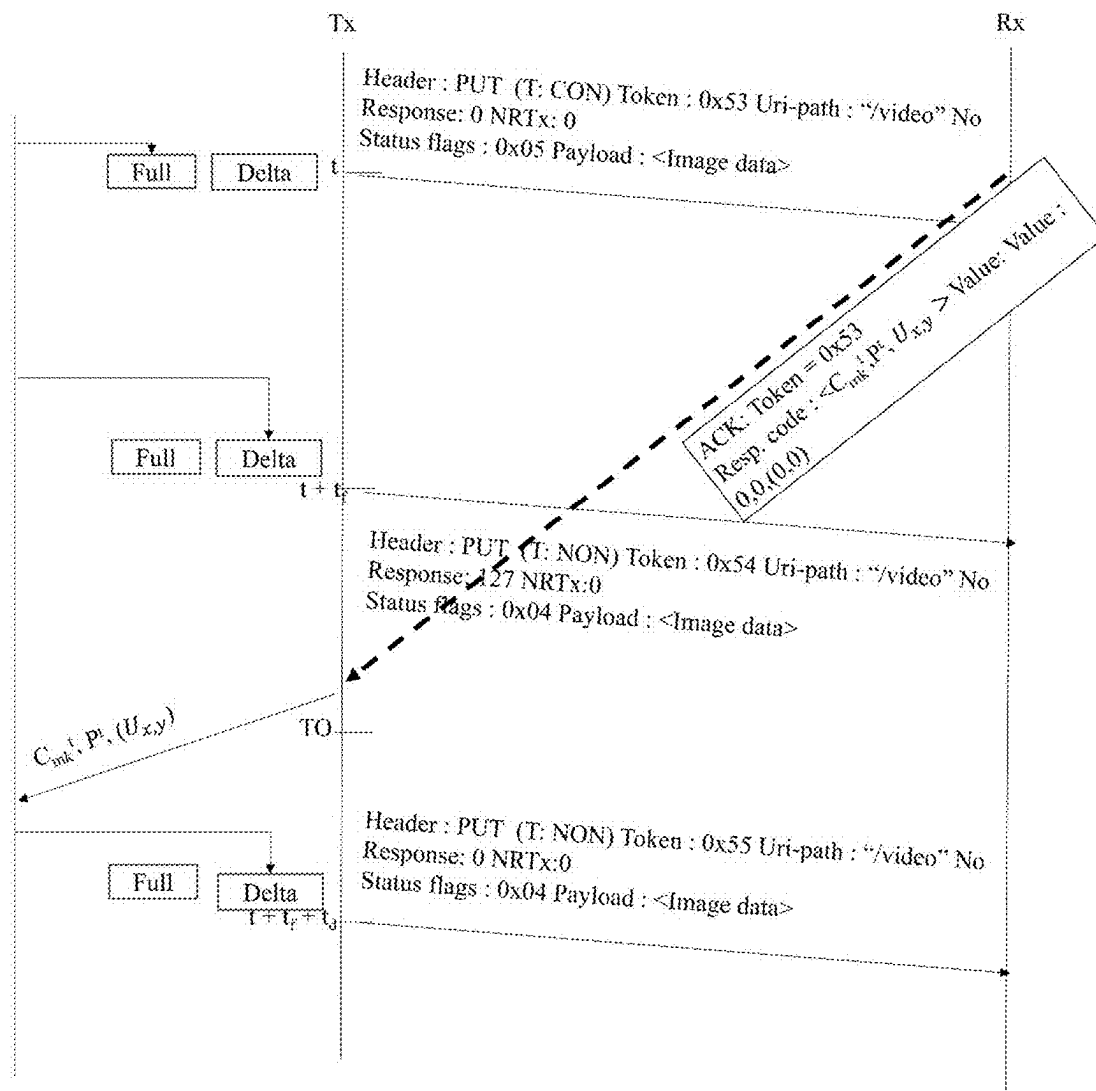 Tx
Rx
Header : PUT (T: CON) Token : 0x53 Uri-path : "/video" No
Response: 0 NRTx: 0
Status flags : 0x05 Payload : <Image data>
Full
Delta
t
ACK: Token = 0x53
Resp. code : <C_mk^t, P^t, U_x,y > Value: Value ;
0,0,(0,0)
Full
Delta
t + t_f
Header : PUT (T: NON) Token : 0x54 Uri-path : "/video" No
Response: 127 NRTx:0
Status flags : 0x04 Payload : <Image data>
TO
C_mk^t, P^t, (U_x,y)
Header : PUT (T: NON) Token : 0x55 Uri-path : "/video" No
Response: 0 NRTx:0
Status flags : 0x04 Payload : <Image data>
Full
Delta
t + t_f + t_d